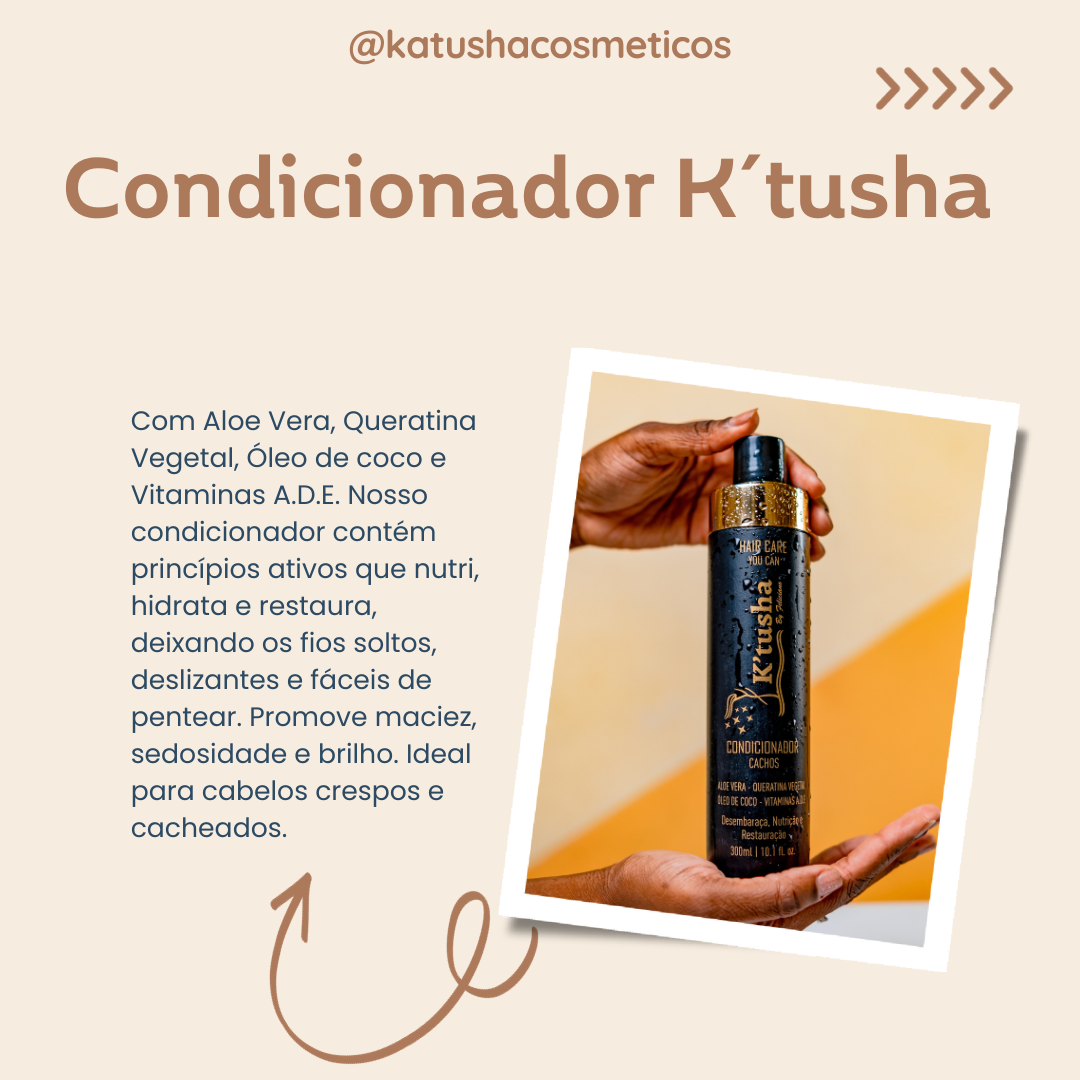 @katushacosmeticos
Condicionador K´tusha
Com Aloe Vera, Queratina
Vegetal, Óleo de coco e
Vitaminas A.D.E. Nosso
condicionador contém
princípios ativos que nutri,
hidrata e restaura,
deixando os fios soltos,
deslizantes e fáceis de
pentear. Promove maciez,
sedosidade e brilho. Ideal
para cabelos crespos e
cacheados.
HAIR CARE
YOU CAN
K'tusha
By Feliciana
CONDICIONADOR
CACHOS
ALOE VERA - QUERATINA VEGETAL
ÓLEO DE COCO - VITAMINAS A.D.E
Desembaraça, Nutrição e
Restauração
300ml | 10.1 fl. oz.